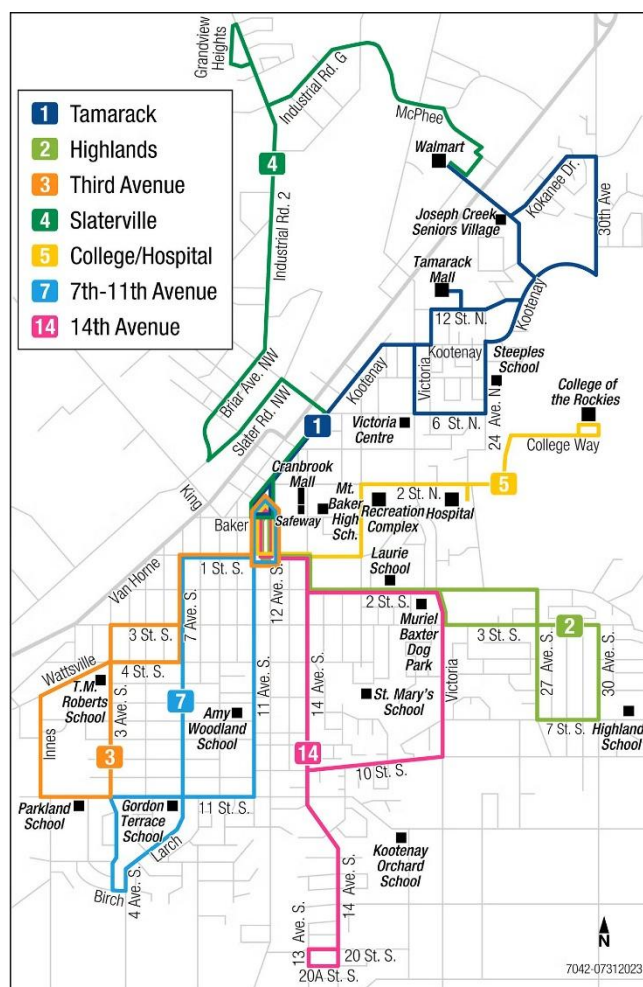 Grandview
Heights
Industrial Rd. G
McPhee
1 Tamarack
2 Highlands
3 Third Avenue
4 Slaterville
5 College/Hospital
7 7th-11th Avenue
14 14th Avenue
4
Industrial Rd. 2
Walmart
Kokanee Dr.
30th Ave
Joseph Creek
Seniors Village
Tamarack
Mall
Kootenay
12 St. N.
Kootenay
Victoria
Kootenay
Steeples
School
24 Ave. N
6 St. N.
College of
the Rockies
College Way
Briar Ave. NW
Slater Rd. NW
1
Victoria
Centre
King
Cranbrook
Mall
Mt.
Baker
High
Sch.
2 St. N.
5
Recreation
Complex
Hospital
Baker
Safeway
Van Horne
1 St. S.
7 Ave. S.
12 Ave. S.
Laurie
School
2 St. S.
Muriel
Baxter
Dog
Park
3 St. S.
2
3 St. S.
Wattsville
4 St. S.
T.M.
Roberts
School
3 Ave. S.
7
Amy
Woodland
School
11 Ave. S.
14 Ave. S.
St. Mary's
School
Victoria
27 Ave. S.
30 Ave. S.
7 St. S.
Highlands
School
Innes
3
14
10 St. S.
Parkland
School
Gordon
Terrace
School
11 St. S.
Larch
Birch
4 Ave. S.
Kootenay
Orchard
School
14 Ave. S.
13 Ave. S.
20 St. S.
20A St. S.
N
7042-07312023